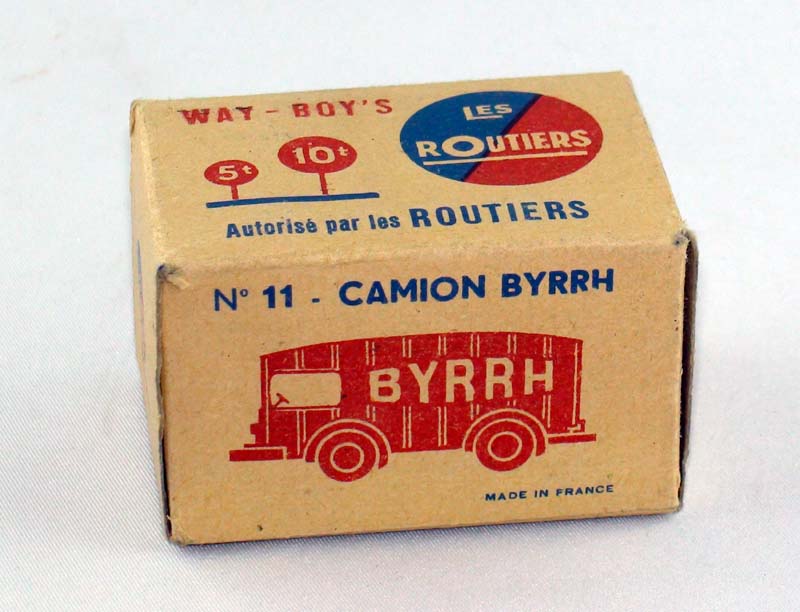 WAY-BOY'S
5t 10t
LES
ROUTIERS
Autorisé par les ROUTIERS
N° 11 - CAMION BYRRH
BYRRH
MADE IN FRANCE